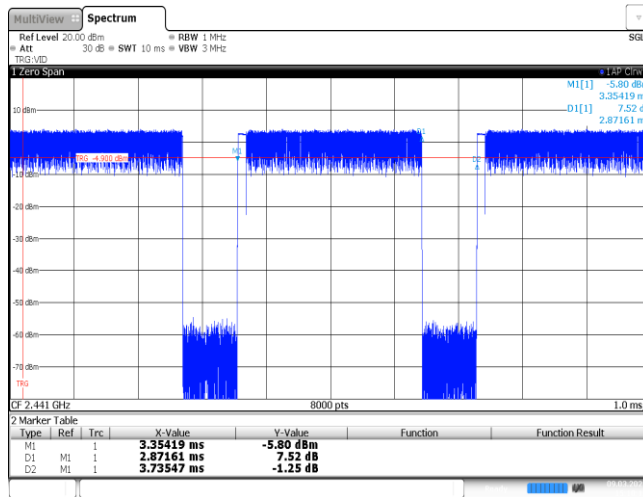 MultiView Spectrum
Ref Level 20.00 dBm RBW 1 MHz SGL
Att 30 dB SWT 10 ms VBW 3 MHz
TRG:VID
1 Zero Span 1AP Clrw
M1[1] -5.80 dBm
3.35419 ms
D1[1] 7.52 d
2.87161 ms
10 dBm
D1
M1
D2
TRG -4.900 dBm
-10 dBm
-20 dBm
-30 dBm
-40 dBm
-50 dBm
-60 dBm
-70 dBm
TRG
CF 2.441 GHz 8000 pts 1.0 ms
2 Marker Table
Type Ref Trc X-Value Y-Value Function Function Result
M1 1 3.35419 ms -5.80 dBm
D1 M1 1 2.87161 ms 7.52 dB
D2 M1 1 3.73547 ms -1.25 dB